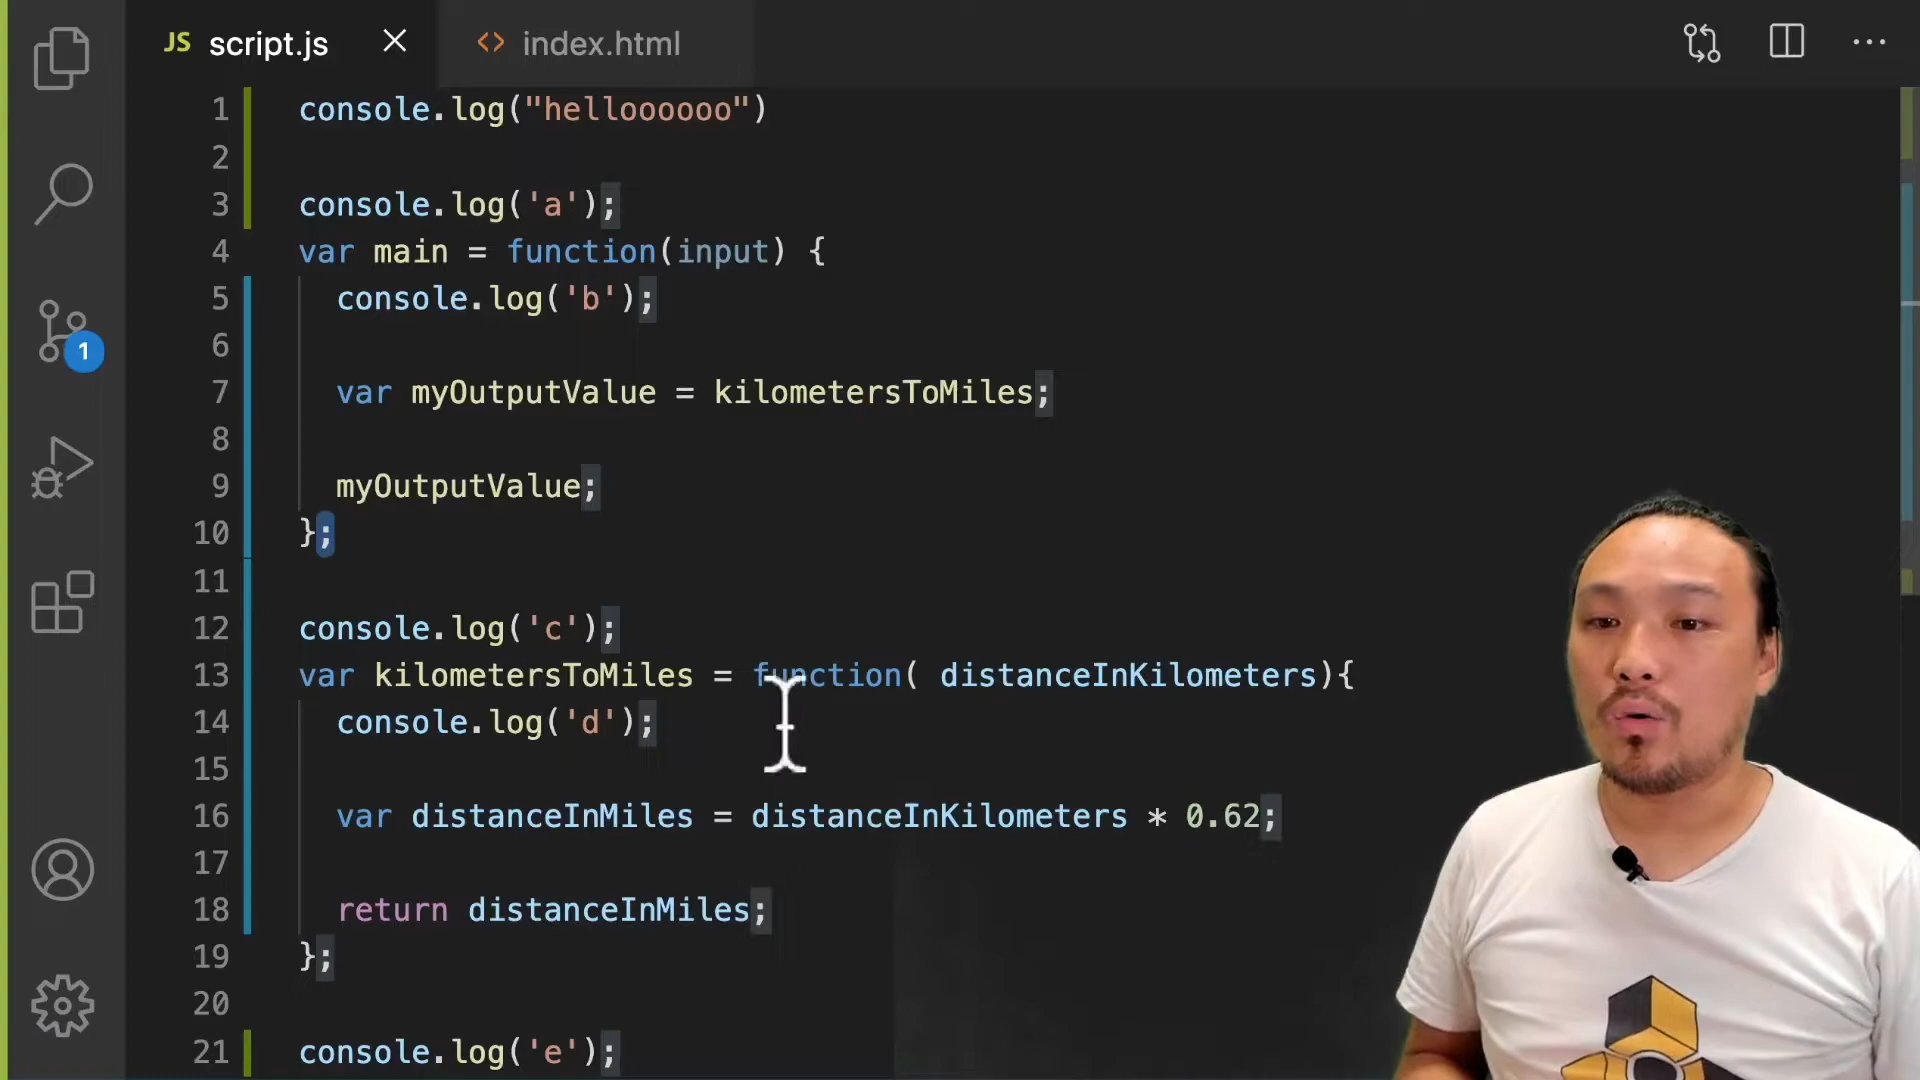 JS script.js index.html
1 console.log("helloooooo")
2
3 console.log('a');
4 var main = function(input) {
5 console.log('b');
6
7 var myOutputValue = kilometersToMiles;
8
9 myOutputValue;
10 };
11
12 console.log('c');
13 var kilometersToMiles = function( distanceInKilometers){
14 console.log('d');
15
16 var distanceInMiles = distanceInKilometers * 0.62;
17
18 return distanceInMiles;
19 };
20
21 console.log('e');
1